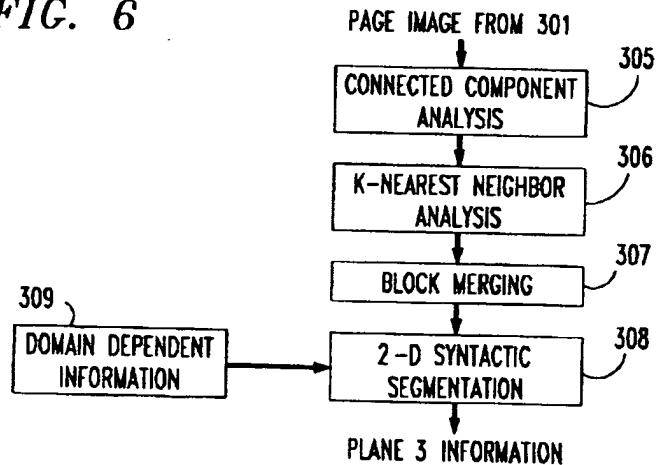 FIG. 6
PAGE IMAGE FROM 301
305
CONNECTED COMPONENT
ANALYSIS
306
K-NEAREST NEIGHBOR
ANALYSIS
307
BLOCK MERGING
309
308
DOMAIN DEPENDENT
INFORMATION
2-D SYNTACTIC
SEGMENTATION
PLANE 3 INFORMATION